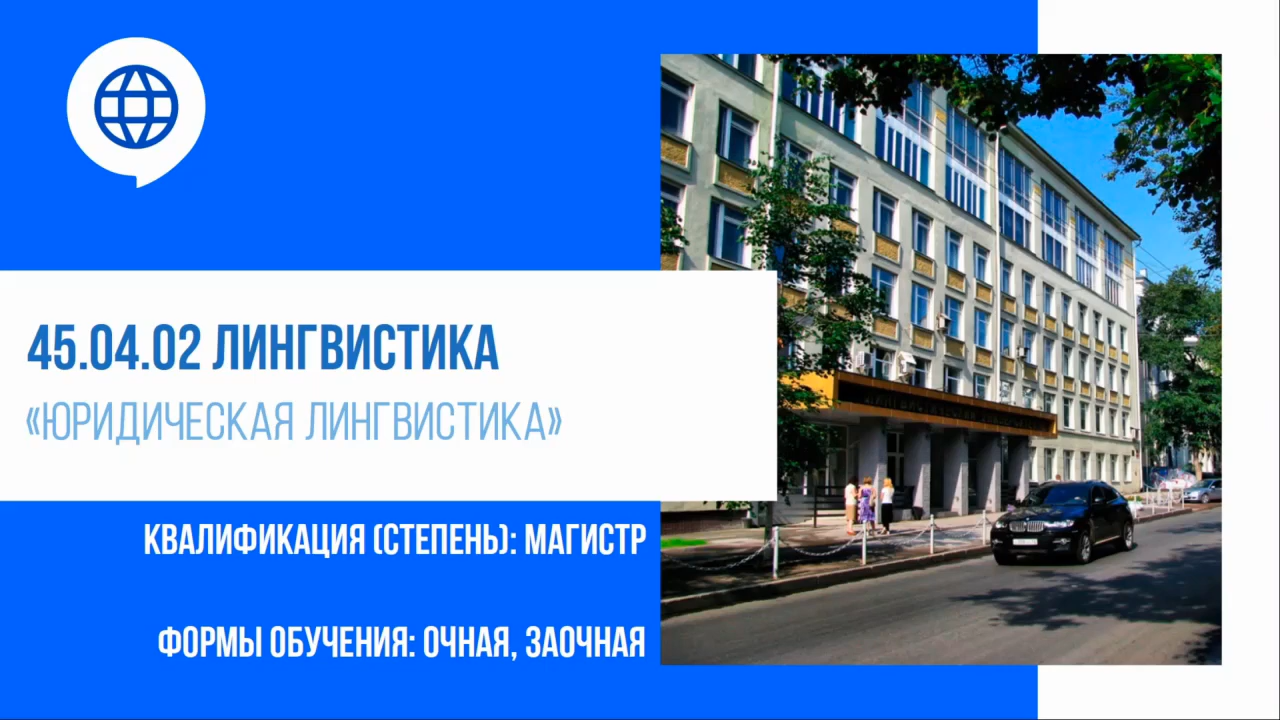 45.04.02 ЛИНГВИСТИКА
«ЮРИДИЧЕСКАЯ ЛИНГВИСТИКА»
КВАЛИФИКАЦИЯ (СТЕПЕНЬ): МАГИСТР
ФОРМЫ ОБУЧЕНИЯ: ОЧНАЯ, ЗАОЧНАЯ